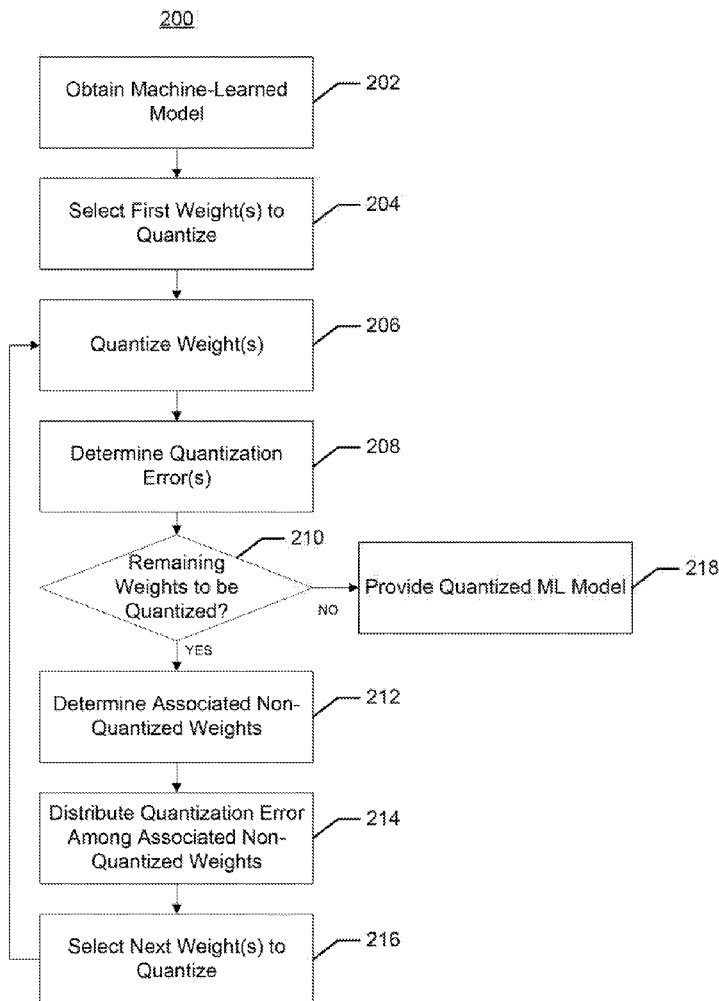 200
Obtain Machine-Learned
Model
202
Select First Weight(s) to
Quantize
204
Quantize Weight(s)
206
Determine Quantization
Error(s)
208
210
Remaining
Weights to be
Quantized?
NO
Provide Quantized ML Model
218
YES
Determine Associated Non-
Quantized Weights
212
Distribute Quantization Error
Among Associated Non-
Quantized Weights
214
Select Next Weight(s) to
Quantize
216